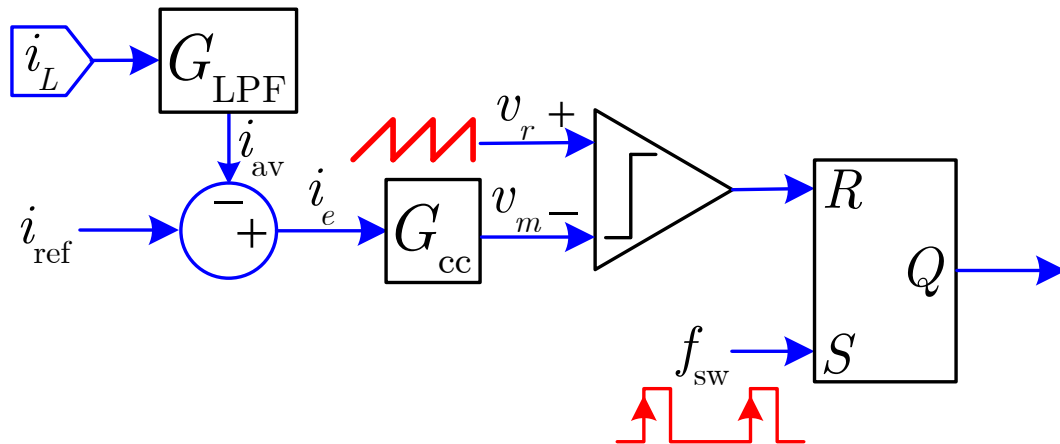 i_L
G_LPF
i_av
i_ref
−
+
i_e
G_cc
v_r +
v_m −
R
S
Q
f_sw